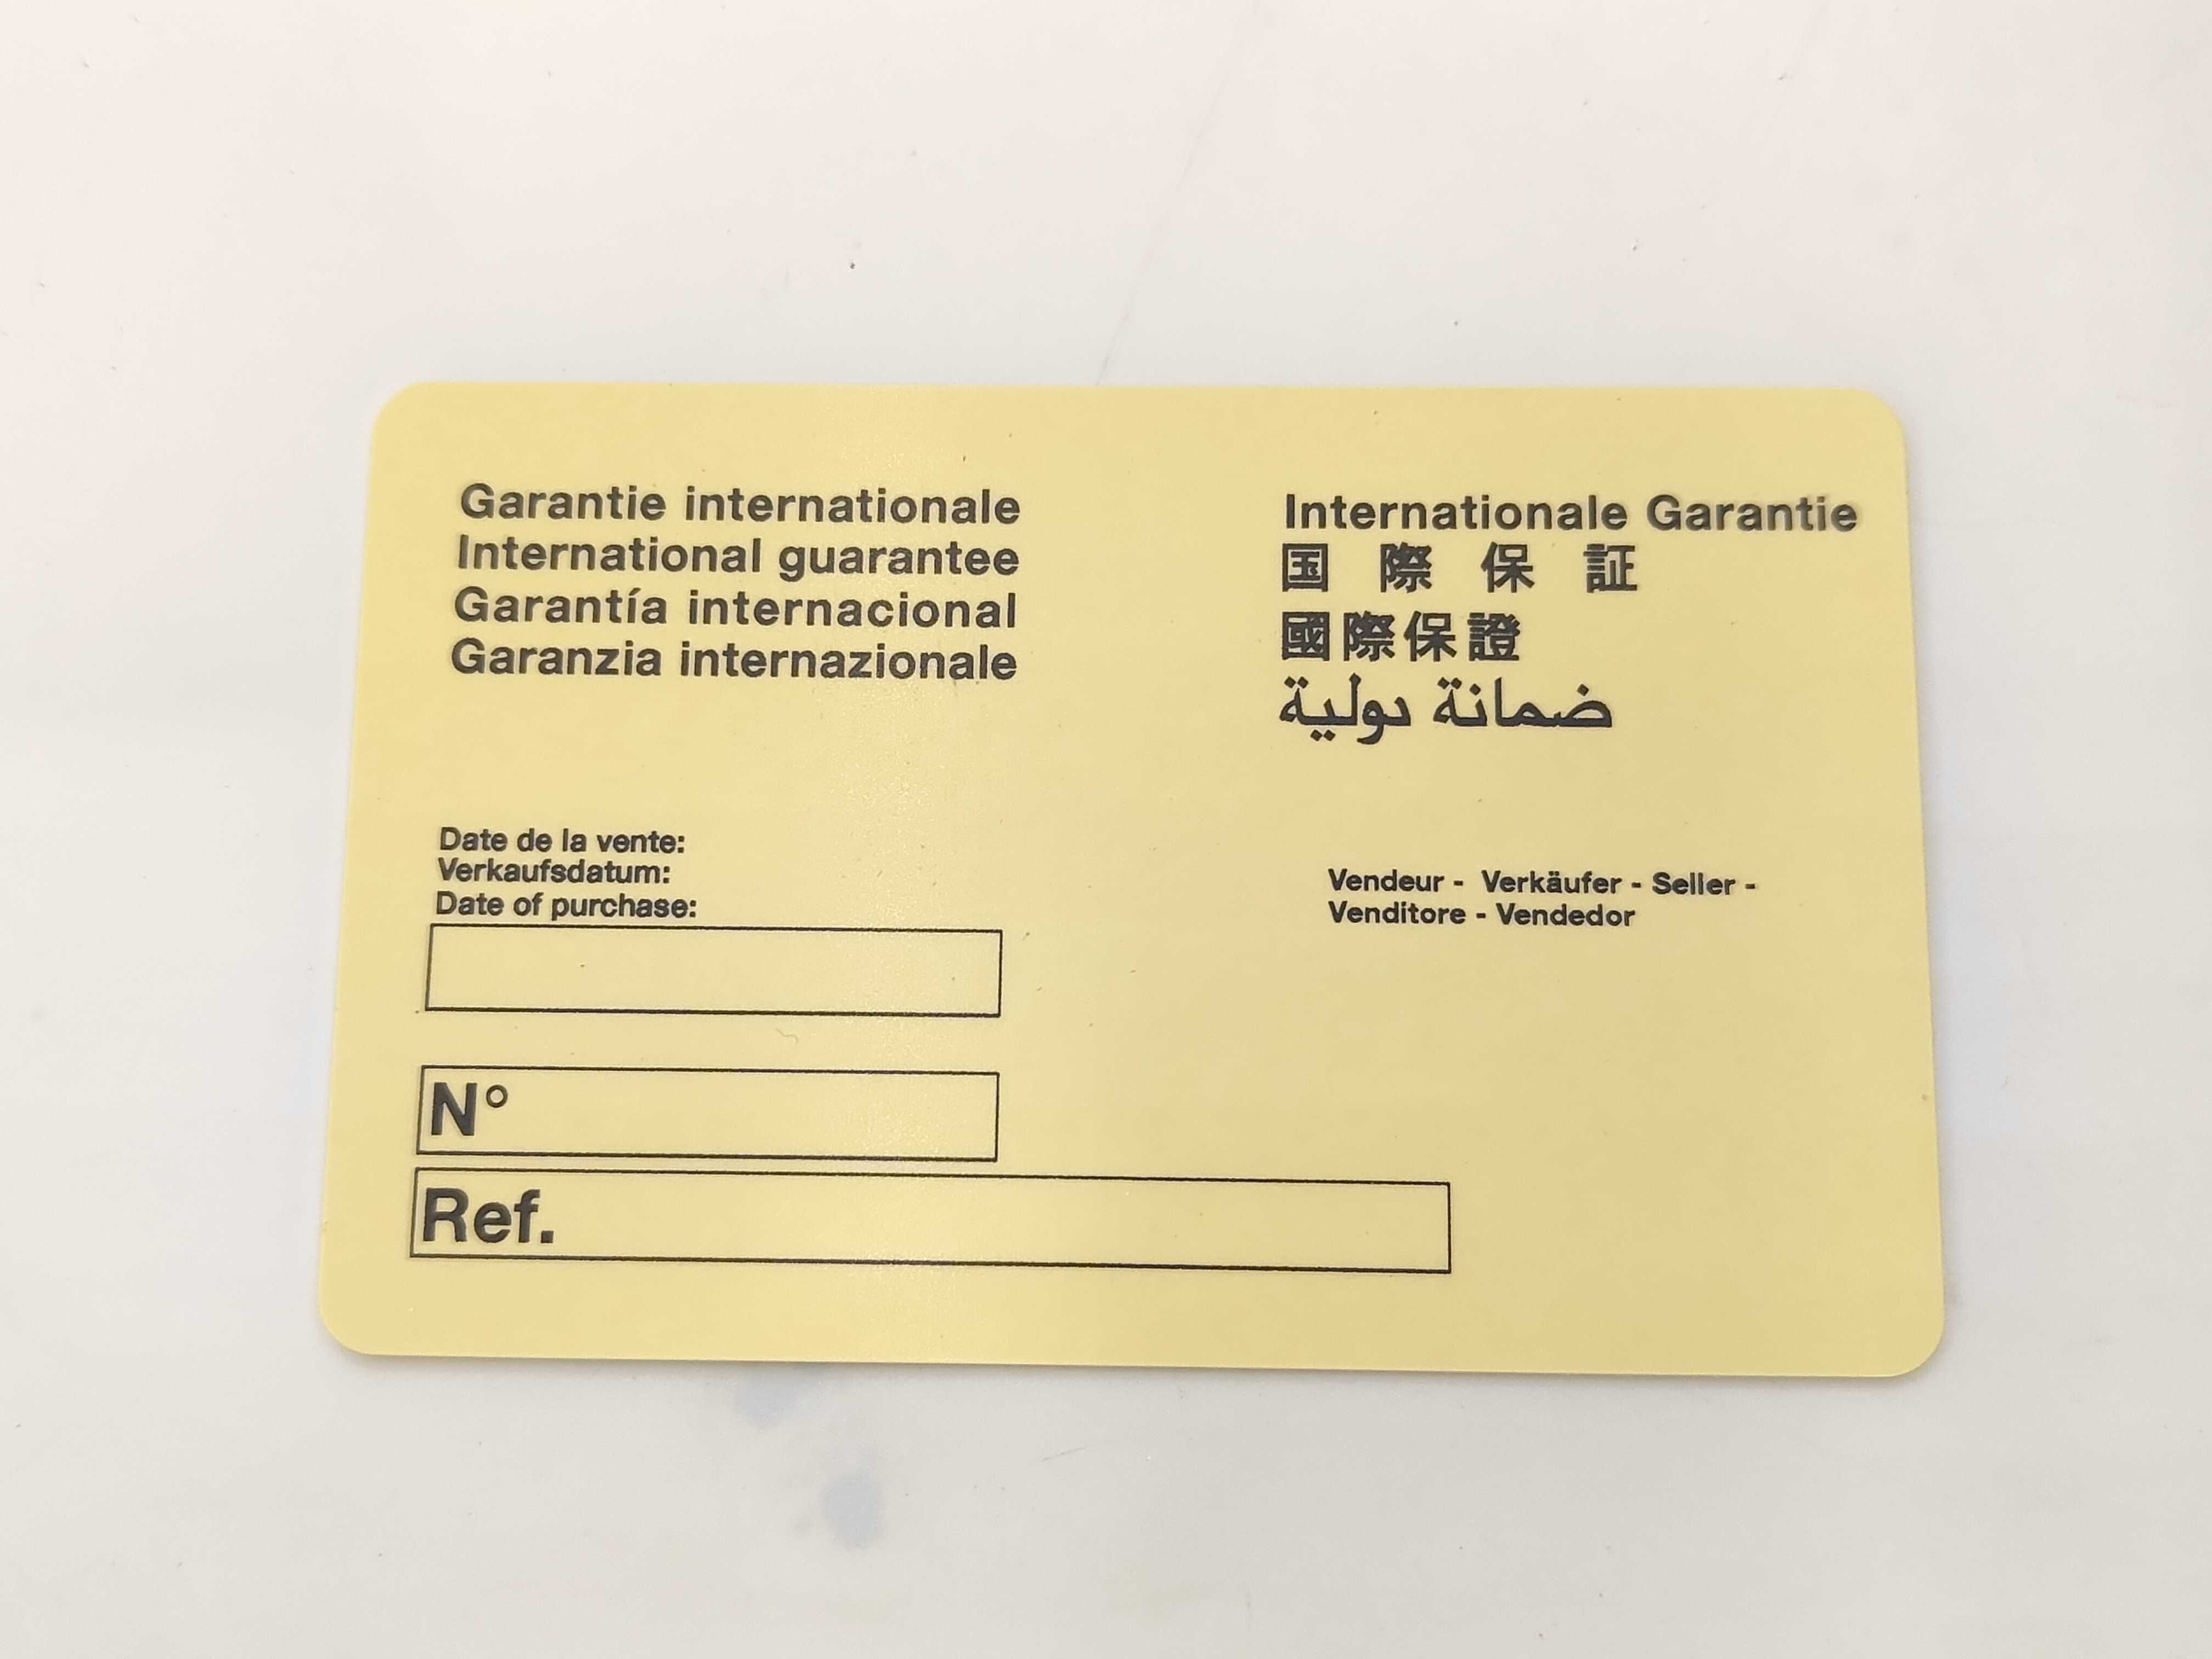 Garantie internationale
International guarantee
Garantía internacional
Garanzia internazionale
Internationale Garantie
国 際 保 証
國際保證
ضمانة دولية
Date de la vente:
Verkaufsdatum:
Date of purchase:
Vendeur - Verkäufer - Seller -
Venditore - Vendedor
N°
Ref.